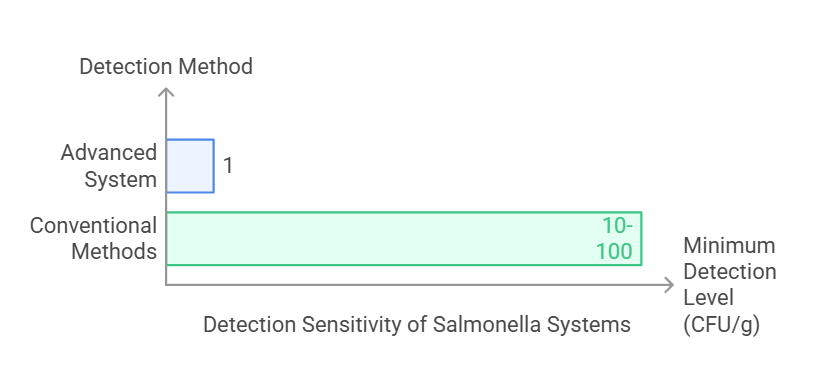 Detection Method
Advanced
System
1
Conventional
Methods
10-
100
Minimum
Detection
Level
(CFU/g)
Detection Sensitivity of Salmonella Systems